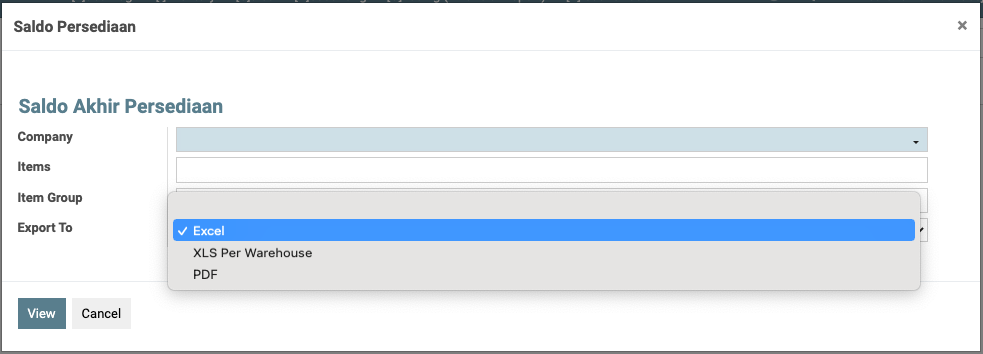 Saldo Persediaan
×
Saldo Akhir Persediaan
Company
Items
Item Group
Export To
✓ Excel
XLS Per Warehouse
PDF
View
Cancel